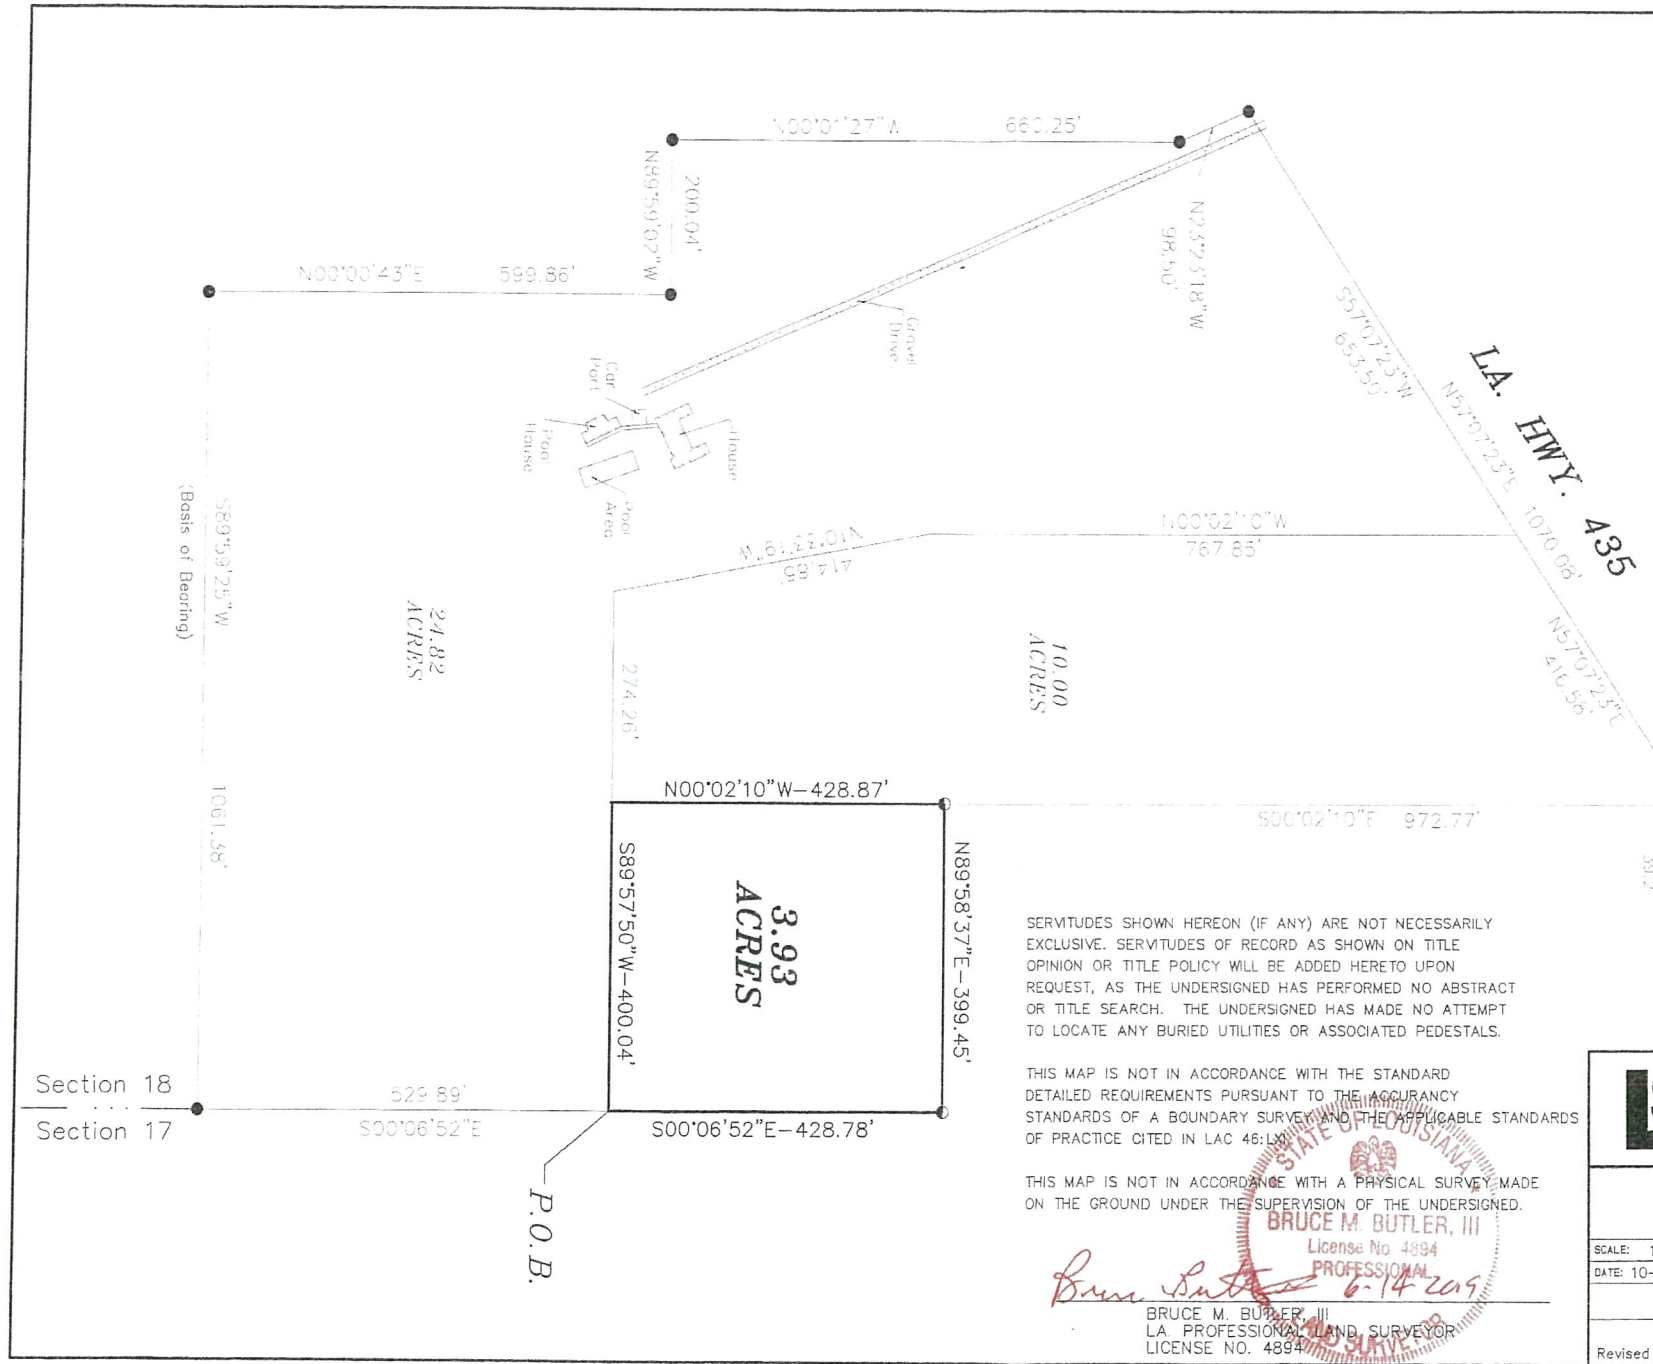 N00°01'27"W 660.25'
N89°59'02"W
200.04'
N00°00'43"E 599.86'
N23°23'18"W
98.50'
Gravel
Drive
Car
Port
House
Pool
House
Pool
Area
S57°07'23"W
653.50'
LA. HWY. 435
N57°07'23"E 1070.08'
N57°07'23"E
416.58'
N00°02'10"W
767.85'
N10°33'19"W
414.85'
S89°59'25"W 1061.38'
(Basis of Bearing)
24.82
ACRES
10.00
ACRES
274.26'
N00°02'10"W-428.87'
S00°02'10"E 972.77'
3.93
ACRES
S89°57'50"W-400.04'
N89°58'37"E-399.45'
S00°06'52"E-428.78'
529.89'
S00°06'52"E
Section 18
Section 17
P.O.B.
SERVITUDES SHOWN HEREON (IF ANY) ARE NOT NECESSARILY
EXCLUSIVE. SERVITUDES OF RECORD AS SHOWN ON TITLE
OPINION OR TITLE POLICY WILL BE ADDED HERETO UPON
REQUEST, AS THE UNDERSIGNED HAS PERFORMED NO ABSTRACT
OR TITLE SEARCH. THE UNDERSIGNED HAS MADE NO ATTEMPT
TO LOCATE ANY BURIED UTILITIES OR ASSOCIATED PEDESTALS.
THIS MAP IS NOT IN ACCORDANCE WITH THE STANDARD
DETAILED REQUIREMENTS PURSUANT TO THE ACCURANCY
STANDARDS OF A BOUNDARY SURVEY AND THE APPLICABLE STANDARDS
OF PRACTICE CITED IN LAC 46:LXI
THIS MAP IS NOT IN ACCORDANCE WITH A PHYSICAL SURVEY MADE
ON THE GROUND UNDER THE SUPERVISION OF THE UNDERSIGNED.
STATE OF LOUISIANA
BRUCE M. BUTLER, III
License No. 4894
PROFESSIONAL
LAND SURVEYOR
6-14-2019
BRUCE M. BUTLER, III
LA. PROFESSIONAL LAND SURVEYOR
LICENSE NO. 4894
SCALE: 1
DATE: 10-
Revised